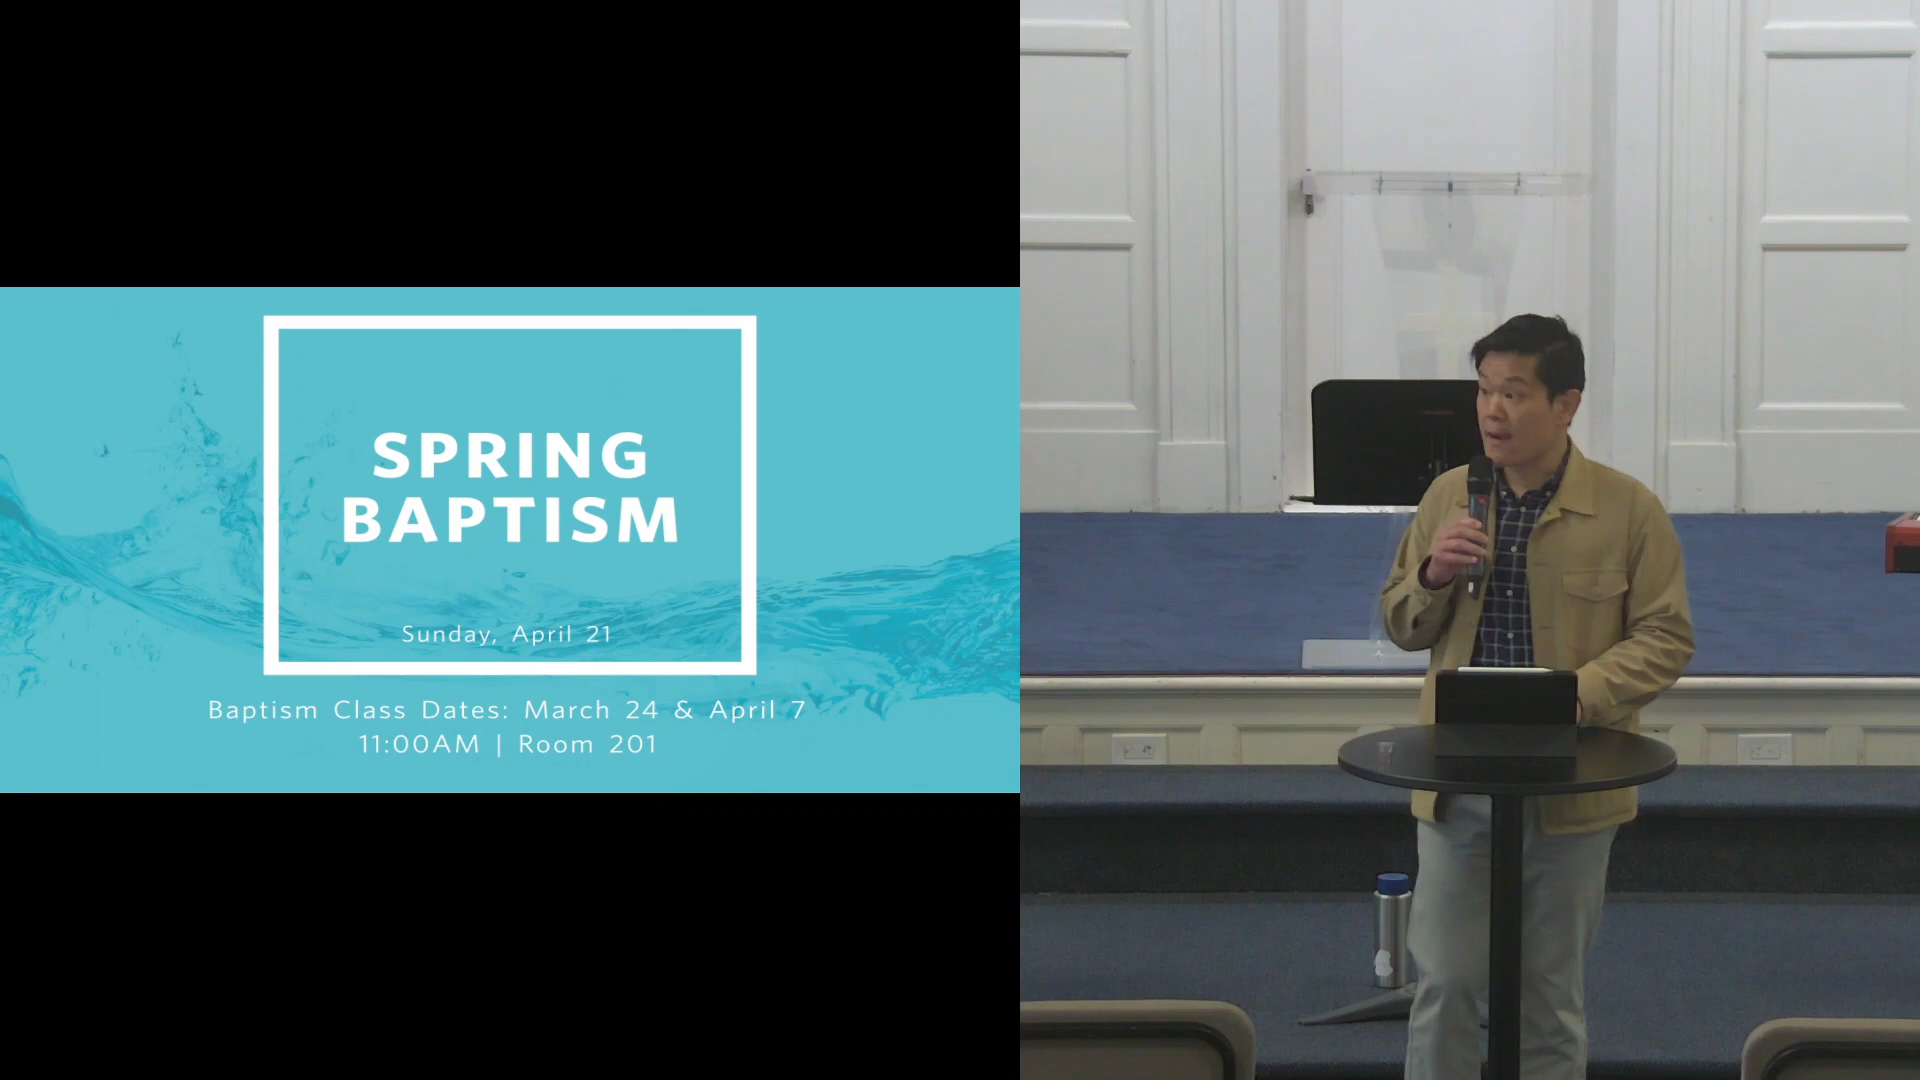 SPRING
BAPTISM
Sunday, April 21
Baptism Class Dates: March 24 & April 7
11:00AM | Room 201